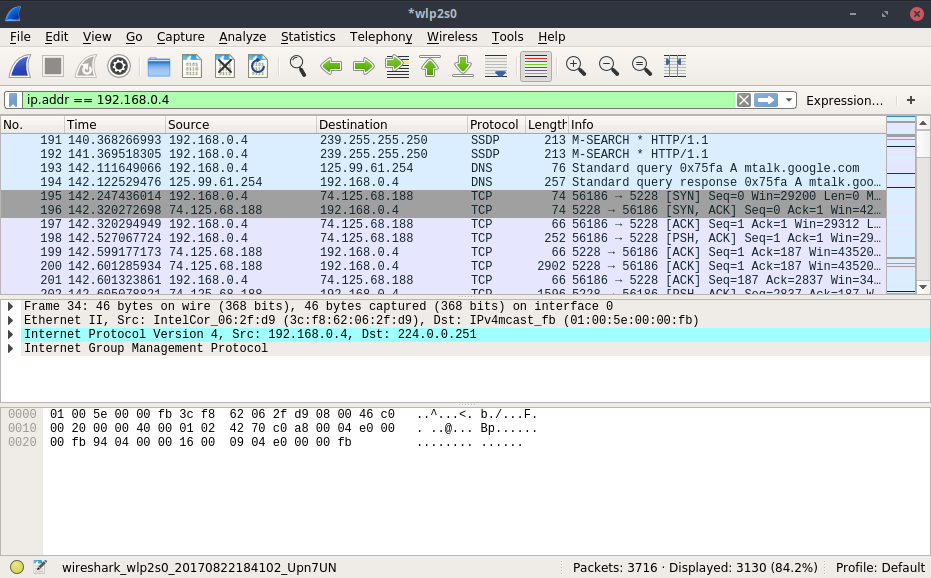 *wlp2s0
File Edit View Go Capture Analyze Statistics Telephony Wireless Tools Help
ip.addr == 192.168.0.4 Expression... +
No. Time Source Destination Protocol Length Info
191 140.368266993 192.168.0.4 239.255.255.250 SSDP 213 M-SEARCH * HTTP/1.1
192 141.369518305 192.168.0.4 239.255.255.250 SSDP 213 M-SEARCH * HTTP/1.1
193 142.111649066 192.168.0.4 125.99.61.254 DNS 76 Standard query 0x75fa A mtalk.google.com
194 142.122529476 125.99.61.254 192.168.0.4 DNS 257 Standard query response 0x75fa A mtalk.goo…
195 142.247436014 192.168.0.4 74.125.68.188 TCP 74 56186 → 5228 [SYN] Seq=0 Win=29200 Len=0 M…
196 142.320272698 74.125.68.188 192.168.0.4 TCP 74 5228 → 56186 [SYN, ACK] Seq=0 Ack=1 Win=42…
197 142.320294949 192.168.0.4 74.125.68.188 TCP 66 56186 → 5228 [ACK] Seq=1 Ack=1 Win=29312 L…
198 142.527067724 192.168.0.4 74.125.68.188 TCP 252 56186 → 5228 [PSH, ACK] Seq=1 Ack=1 Win=29…
199 142.599177173 74.125.68.188 192.168.0.4 TCP 66 5228 → 56186 [ACK] Seq=1 Ack=187 Win=43520…
200 142.601285934 74.125.68.188 192.168.0.4 TCP 2902 5228 → 56186 [ACK] Seq=1 Ack=187 Win=43520…
201 142.601323861 192.168.0.4 74.125.68.188 TCP 66 56186 → 5228 [ACK] Seq=187 Ack=2837 Win=34…
202 142.605078821 74.125.68.188 192.168.0.4 TCP 1596 5228 → 56186 [PSH, ACK] Seq=2837 Ack=187 W…
Frame 34: 46 bytes on wire (368 bits), 46 bytes captured (368 bits) on interface 0
Ethernet II, Src: IntelCor_06:2f:d9 (3c:f8:62:06:2f:d9), Dst: IPv4mcast_fb (01:00:5e:00:00:fb)
Internet Protocol Version 4, Src: 192.168.0.4, Dst: 224.0.0.251
Internet Group Management Protocol
0000 01 00 5e 00 00 fb 3c f8 62 06 2f d9 08 00 46 c0 ..^...<. b./...F.
0010 00 20 00 00 40 00 01 02 42 70 c0 a8 00 04 e0 00 . ..@... Bp......
0020 00 fb 94 04 00 00 16 00 09 04 e0 00 00 fb ........ ......
wireshark_wlp2s0_20170822184102_Upn7UN Packets: 3716 · Displayed: 3130 (84.2%) Profile: Default